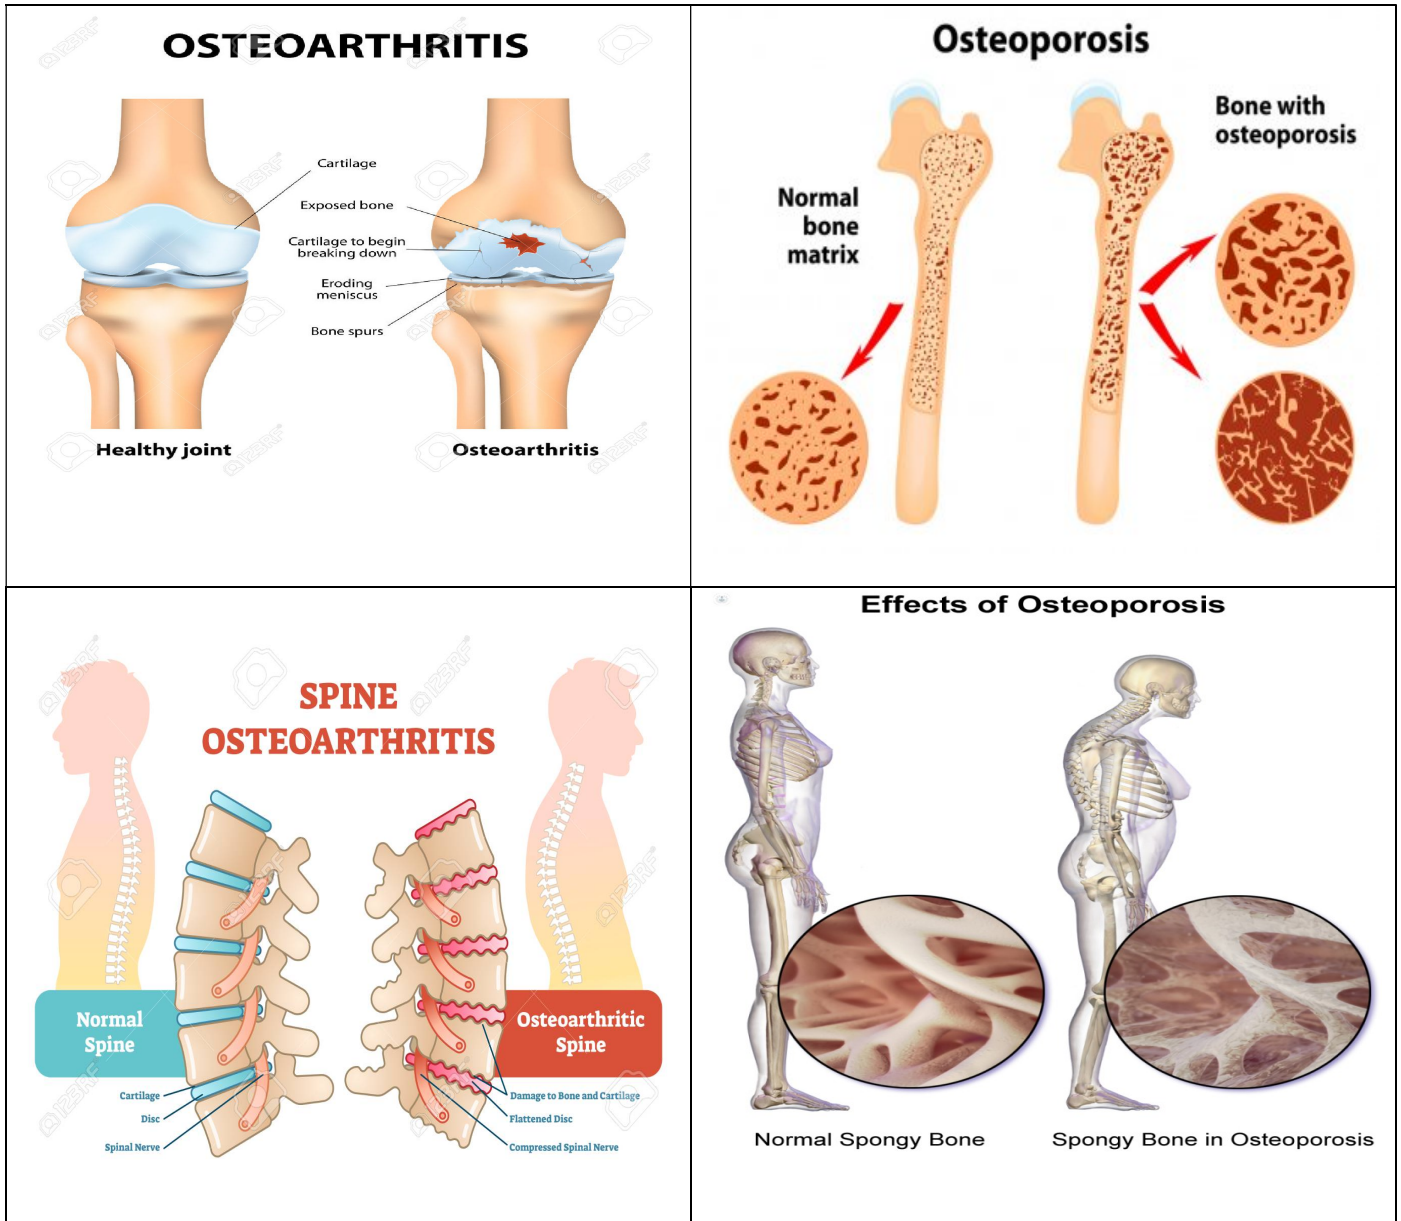 OSTEOARTHRITIS
Cartilage
Exposed bone
Cartilage to begin
breaking down
Eroding
meniscus
Bone spurs
Healthy joint
Osteoarthritis
Osteoporosis
Bone with
osteoporosis
Normal
bone
matrix
SPINE
OSTEOARTHRITIS
Normal
Spine
Osteoarthritic
Spine
Cartilage
Disc
Spinal Nerve
Damage to Bone and Cartilage
Flattened Disc
Compressed Spinal Nerve
Effects of Osteoporosis
Normal Spongy Bone
Spongy Bone in Osteoporosis
123RF